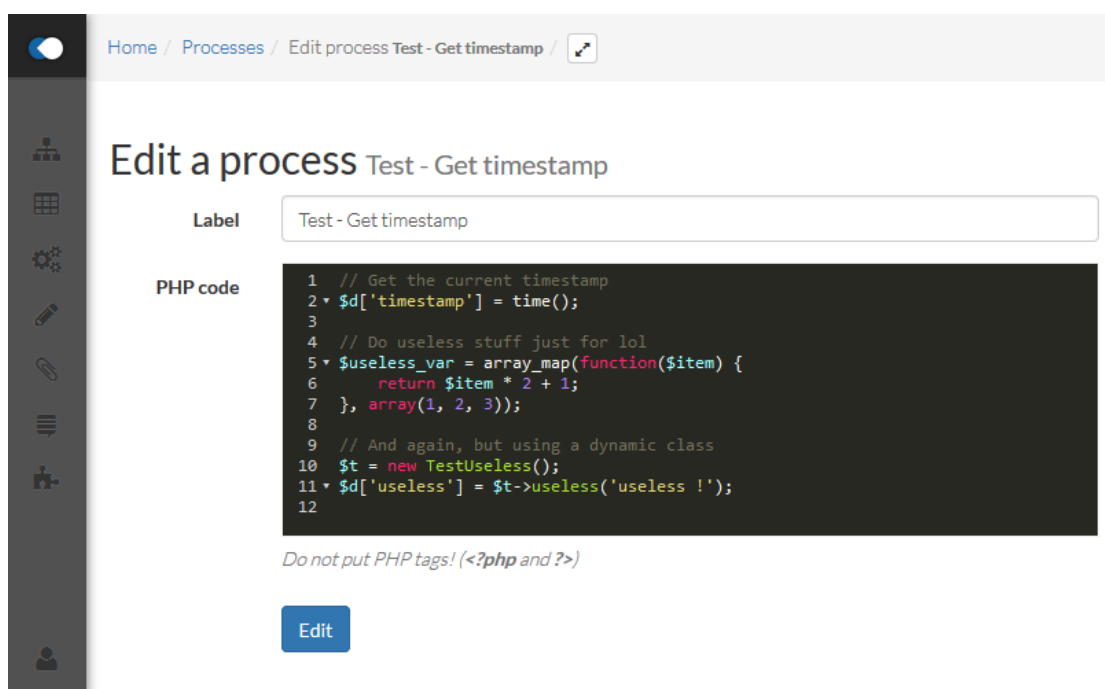 Home / Processes / Edit process Test - Get timestamp /
Edit a process Test - Get timestamp
Label
Test - Get timestamp
PHP code
1 // Get the current timestamp
2 $d['timestamp'] = time();
3
4 // Do useless stuff just for lol
5 $useless_var = array_map(function($item) {
6     return $item * 2 + 1;
7 }, array(1, 2, 3));
8
9 // And again, but using a dynamic class
10 $t = new TestUseless();
11 $d['useless'] = $t->useless('useless !');
12
Do not put PHP tags! (<?php and ?>)
Edit